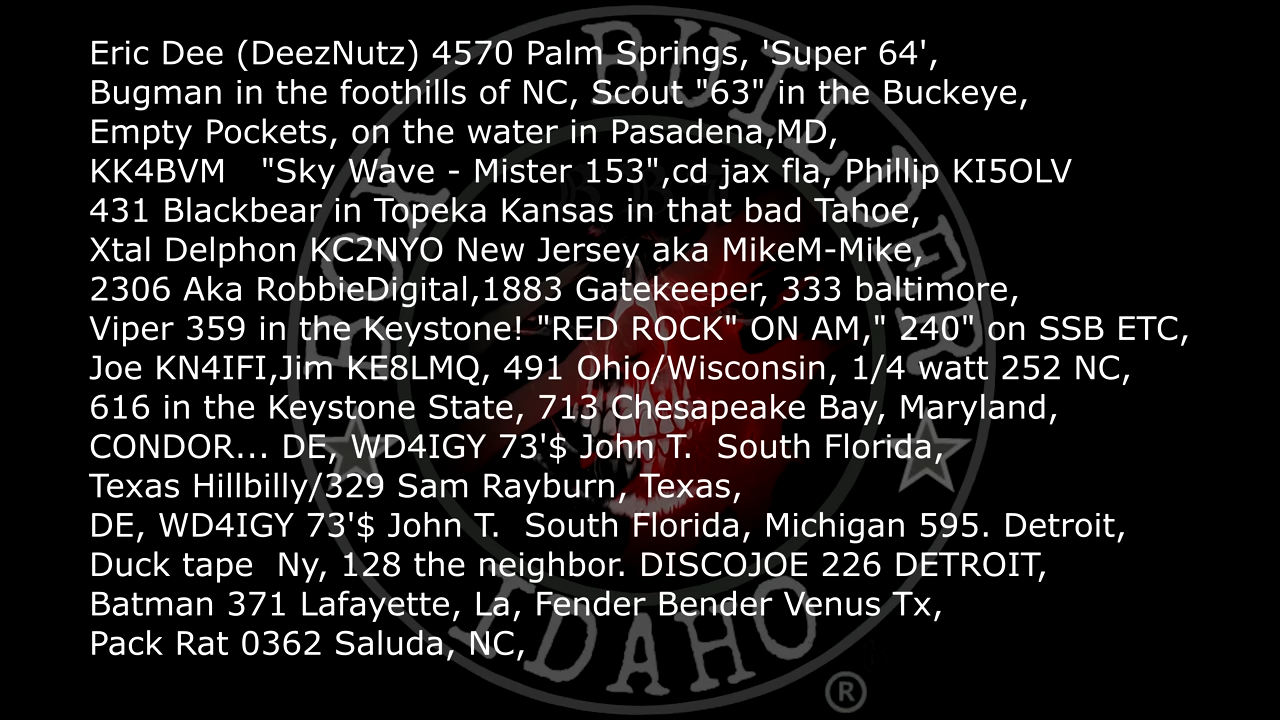 Eric Dee (DeezNutz) 4570 Palm Springs, 'Super 64',
Bugman in the foothills of NC, Scout "63" in the Buckeye,
Empty Pockets, on the water in Pasadena,MD,
KK4BVM   "Sky Wave - Mister 153",cd jax fla, Phillip KI5OLV
431 Blackbear in Topeka Kansas in that bad Tahoe,
Xtal Delphon KC2NYO New Jersey aka MikeM-Mike,
2306 Aka RobbieDigital,1883 Gatekeeper, 333 baltimore,
Viper 359 in the Keystone! "RED ROCK" ON AM," 240" on SSB ETC,
Joe KN4IFI,Jim KE8LMQ, 491 Ohio/Wisconsin, 1/4 watt 252 NC,
616 in the Keystone State, 713 Chesapeake Bay, Maryland,
CONDOR... DE, WD4IGY 73'$ John T.  South Florida,
Texas Hillbilly/329 Sam Rayburn, Texas,
DE, WD4IGY 73'$ John T.  South Florida, Michigan 595. Detroit,
Duck tape  Ny, 128 the neighbor. DISCOJOE 226 DETROIT,
Batman 371 Lafayette, La, Fender Bender Venus Tx,
Pack Rat 0362 Saluda, NC,
BOX BUILDER
IDAHO
®